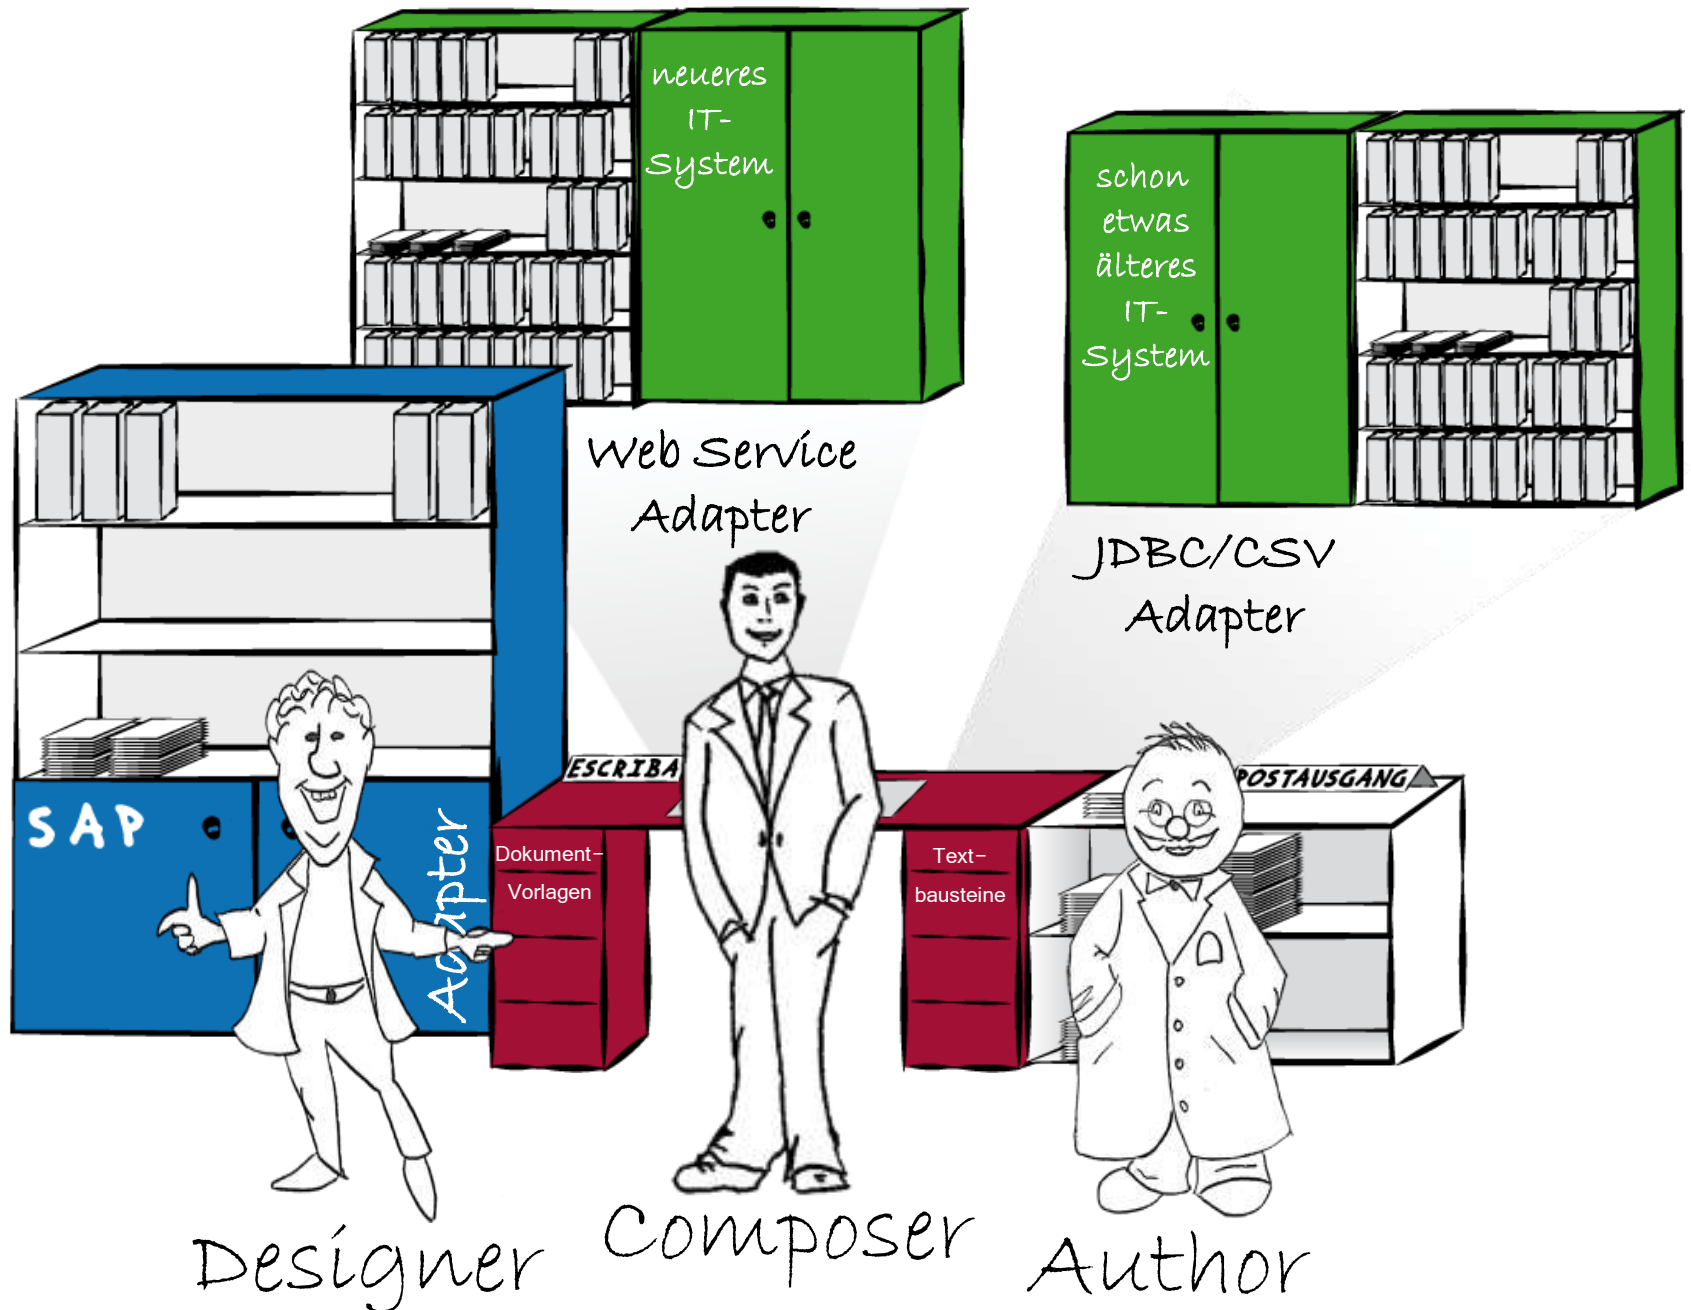 neueres
IT-
System
schon
etwas
älteres
IT-
System
Web Service
Adapter
JDBC/CSV
Adapter
ESCRIBA
POSTAUSGANG
SAP
Adapter
Dokument-
Vorlagen
Text-
bausteine
Designer
Composer
Author